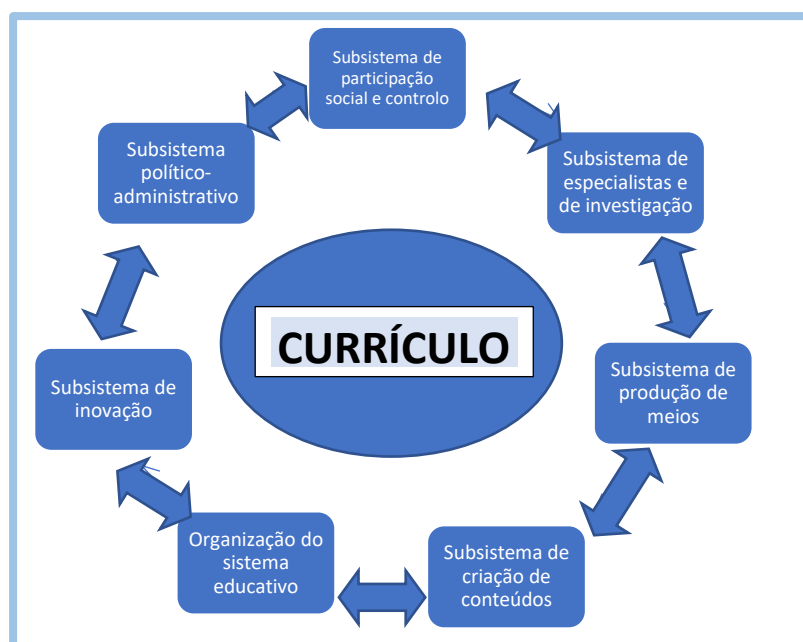 Subsistema de
participação
social e controlo
Subsistema de
especialistas e
de investigação
Subsistema de
produção de
meios
Subsistema de
criação de
conteúdos
Organização do
sistema
educativo
Subsistema de
inovação
Subsistema
político-
administrativo
CURRÍCULO